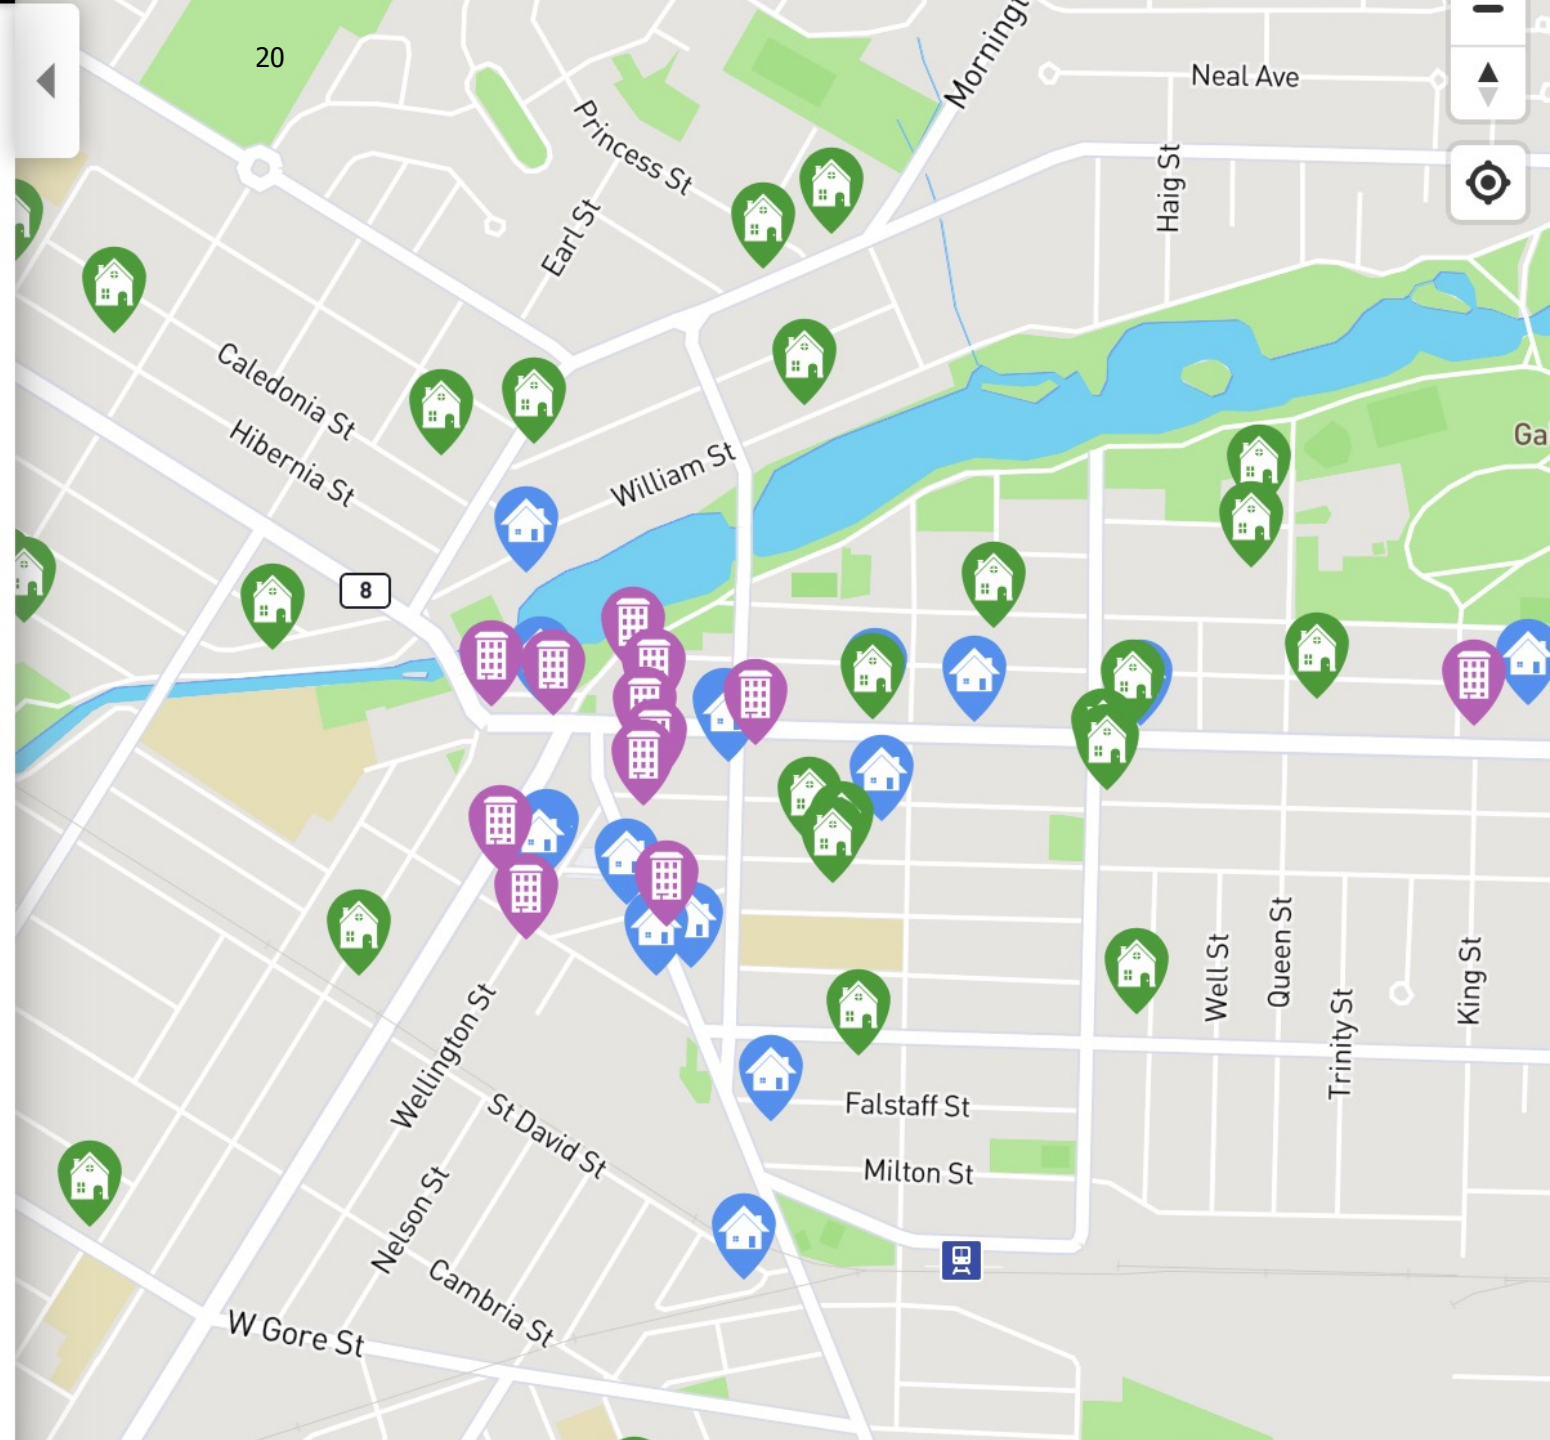 20
Morningt
Neal Ave
Princess St
Haig St
Earl St
Caledonia St
Hibernia St
William St
Ga
8
Well St
Queen St
Trinity St
King St
Wellington St
Falstaff St
St David St
Milton St
Nelson St
Cambria St
W Gore St